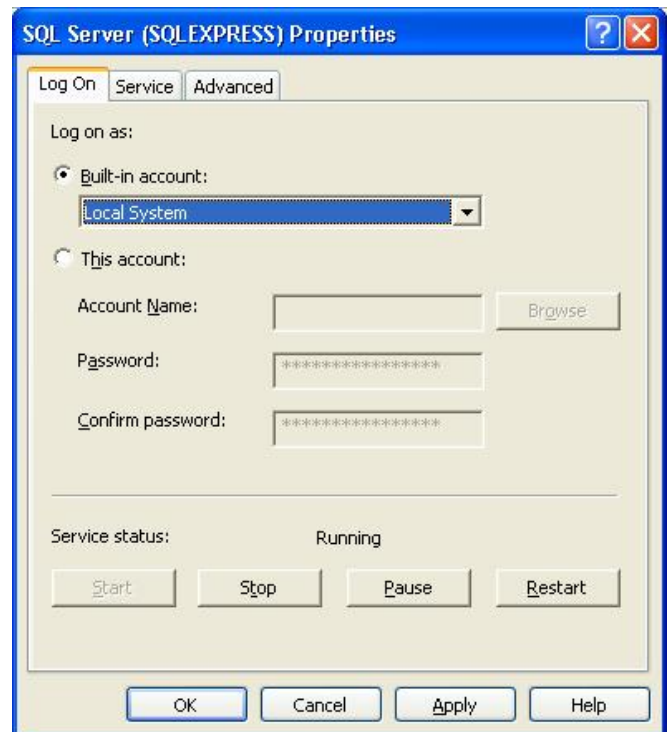 SQL Server (SQLEXPRESS) Properties
Log On Service Advanced
Log on as:
Built-in account:
Local System
This account:
Account Name: Browse
Password: ****************
Confirm password: ****************
Service status: Running
Start Stop Pause Restart
OK Cancel Apply Help